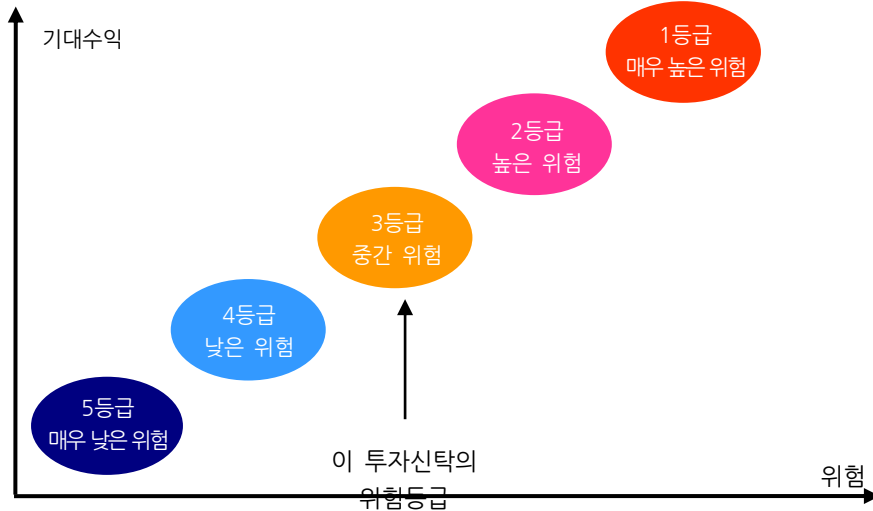 기대수익
1등급
매우 높은 위험
2등급
높은 위험
3등급
중간 위험
4등급
낮은 위험
5등급
매우 낮은 위험
이 투자신탁의
위험등급
위험